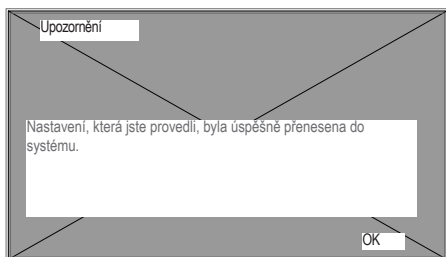 Upozornění
Nastavení, která jste provedli, byla úspěšně přenesena do
systému.
OK